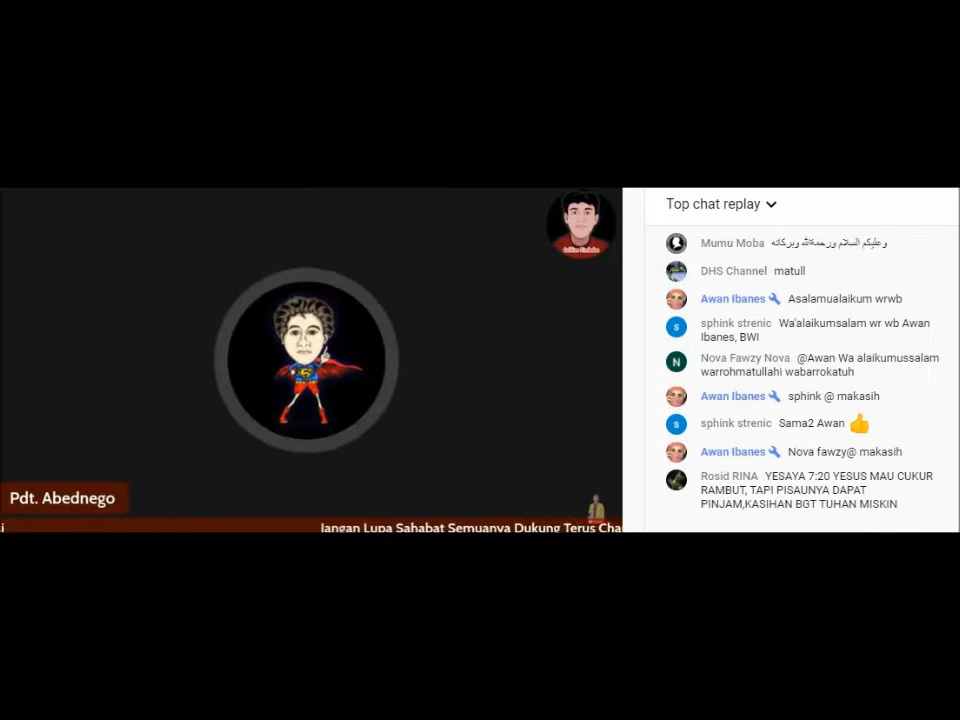 Pdt. Abednego
Jangan Lupa Sahabat Semuanya Dukung Terus Cha
Top chat replay
Mumu Moba وعليكم السلام ورحمةالله وبركاته
DHS Channel matull
Awan Ibanes Asalamualaikum wrwb
sphink strenic Wa'alaikumsalam wr wb Awan
Ibanes, BWI
Nova Fawzy Nova @Awan Wa alaikumussalam
warrohmatullahi wabarrokatuh
Awan Ibanes sphink @ makasih
sphink strenic Sama2 Awan 👍
Awan Ibanes Nova fawzy@ makasih
Rosid RINA YESAYA 7:20 YESUS MAU CUKUR
RAMBUT, TAPI PISAUNYA DAPAT
PINJAM,KASIHAN BGT TUHAN MISKIN